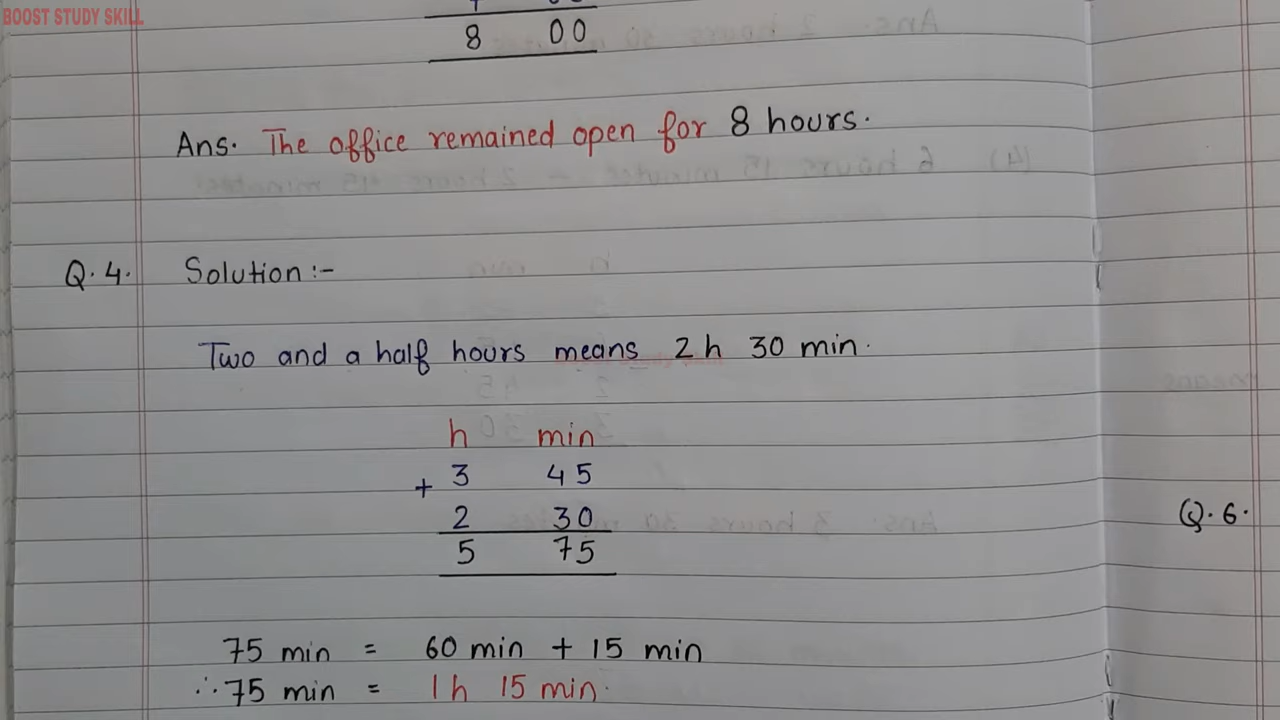 BOOST STUDY SKILL
8 00
Ans. The office remained open for 8 hours.
Q.4. Solution :-
Two and a half hours means 2 h 30 min.
h min
+ 3 45
2 30
5 75
Q.6.
75 min = 60 min + 15 min
∴ 75 min = 1 h 15 min.